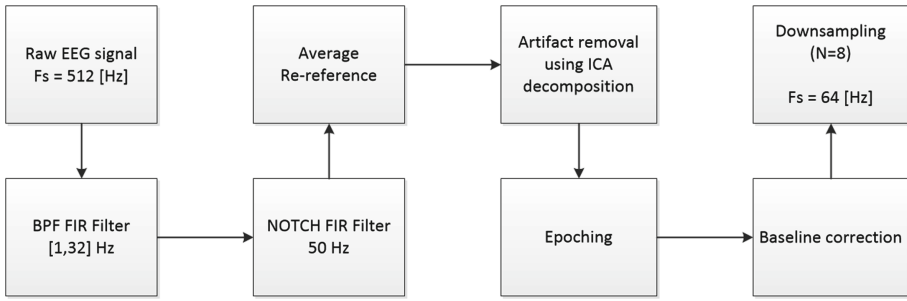 Raw EEG signal
Fs = 512 [Hz]
BPF FIR Filter
[1,32] Hz
NOTCH FIR Filter
50 Hz
Average
Re-reference
Artifact removal
using ICA
decomposition
Epoching
Baseline correction
Downsampling
(N=8)
Fs = 64 [Hz]